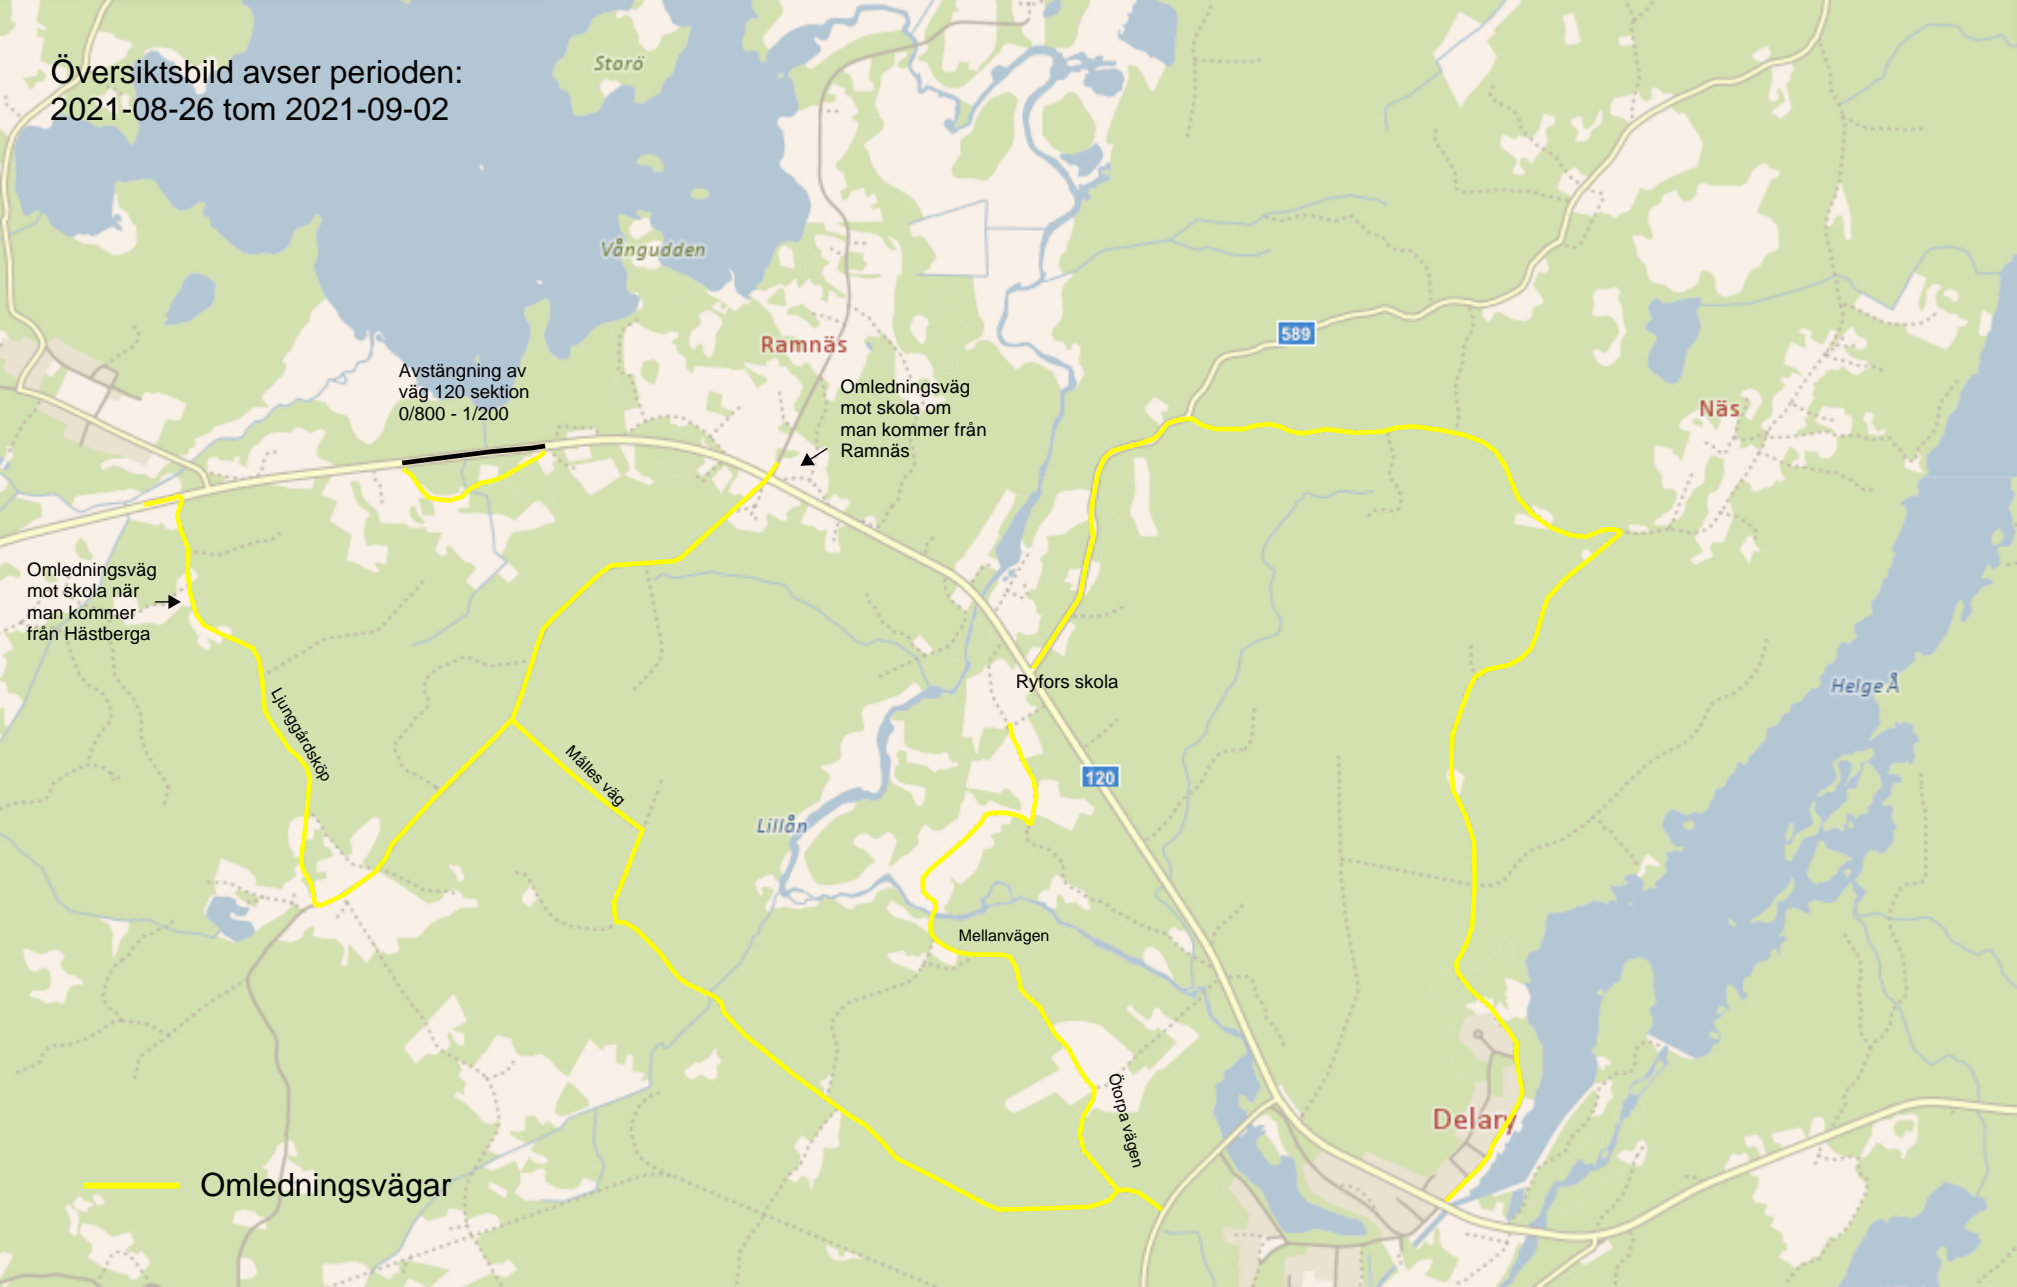 Översiktsbild avser perioden:
2021-08-26 tom 2021-09-02
Storö
Vångudden
Ramnäs
589
Avstängning av
väg 120 sektion
0/800 - 1/200
Omledningsväg
mot skola om
man kommer från
Ramnäs
Näs
Omledningsväg
mot skola när
man kommer
från Hästberga
Ljunggårdsköp
Målles väg
Ryfors skola
Helge Å
120
Lillån
Mellanvägen
Ötorpa vägen
Delary
Omledningsvägar